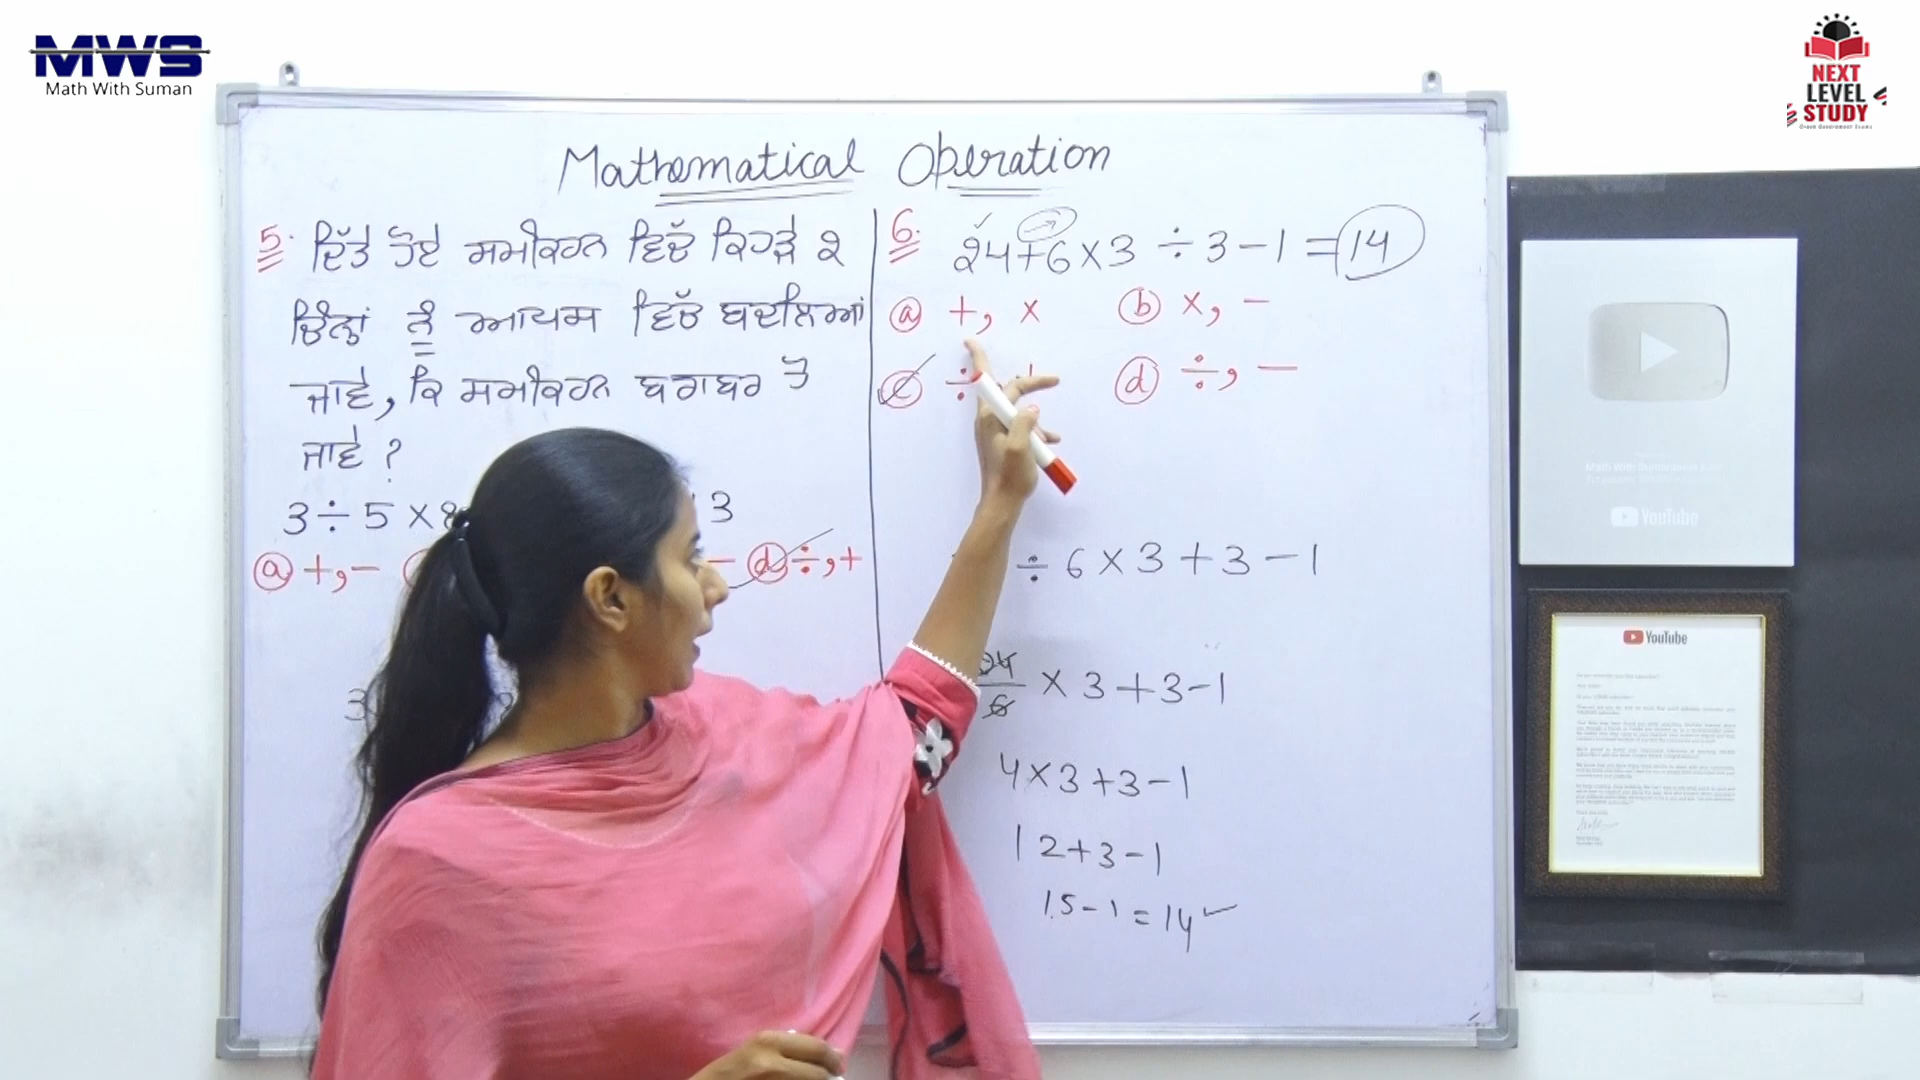 MWS
Math With Suman
NEXT
LEVEL
STUDY
Mathematical Operation
5. ਦਿੱਤੇ ਹੋਏ ਸਮੀਕਰਨ ਵਿੱਚੋਂ ਕਿਹੜੇ 2
ਚਿੰਨ੍ਹਾਂ ਨੂੰ ਆਪਸ ਵਿੱਚ ਬਦਲਿਆਂ
ਜਾਵੇ, ਕਿ ਸਮੀਕਰਨ ਬਰਾਬਰ ਹੋ
ਜਾਵੇ ?
3 ÷ 5 × 8 3
ⓐ +, - - ⓓ ÷, +
3
6. 24+6×3 ÷3-1 = 14
ⓐ +, × ⓑ ×, -
ⓒ ÷ ⓓ ÷, -
÷ 6 × 3 + 3 - 1
24/6 × 3 + 3 - 1
4 × 3 + 3 - 1
12 + 3 - 1
15 - 1 = 14
YouTube
YouTube